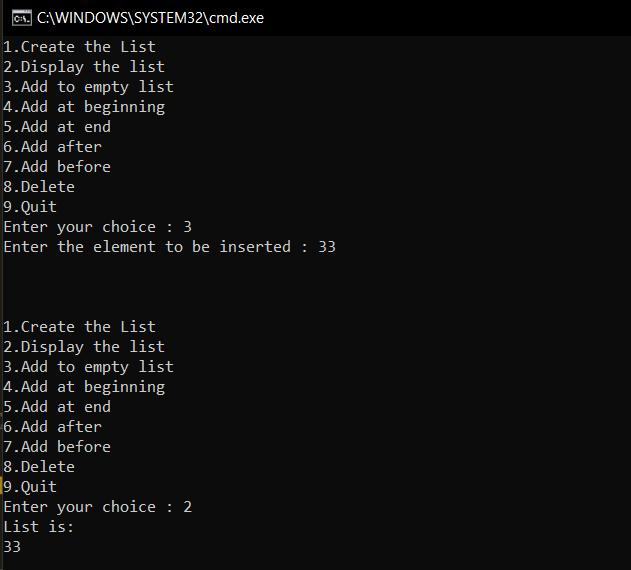 C:\WINDOWS\SYSTEM32\cmd.exe
1.Create the List
2.Display the list
3.Add to empty list
4.Add at beginning
5.Add at end
6.Add after
7.Add before
8.Delete
9.Quit
Enter your choice : 3
Enter the element to be inserted : 33
1.Create the List
2.Display the list
3.Add to empty list
4.Add at beginning
5.Add at end
6.Add after
7.Add before
8.Delete
9.Quit
Enter your choice : 2
List is:
33